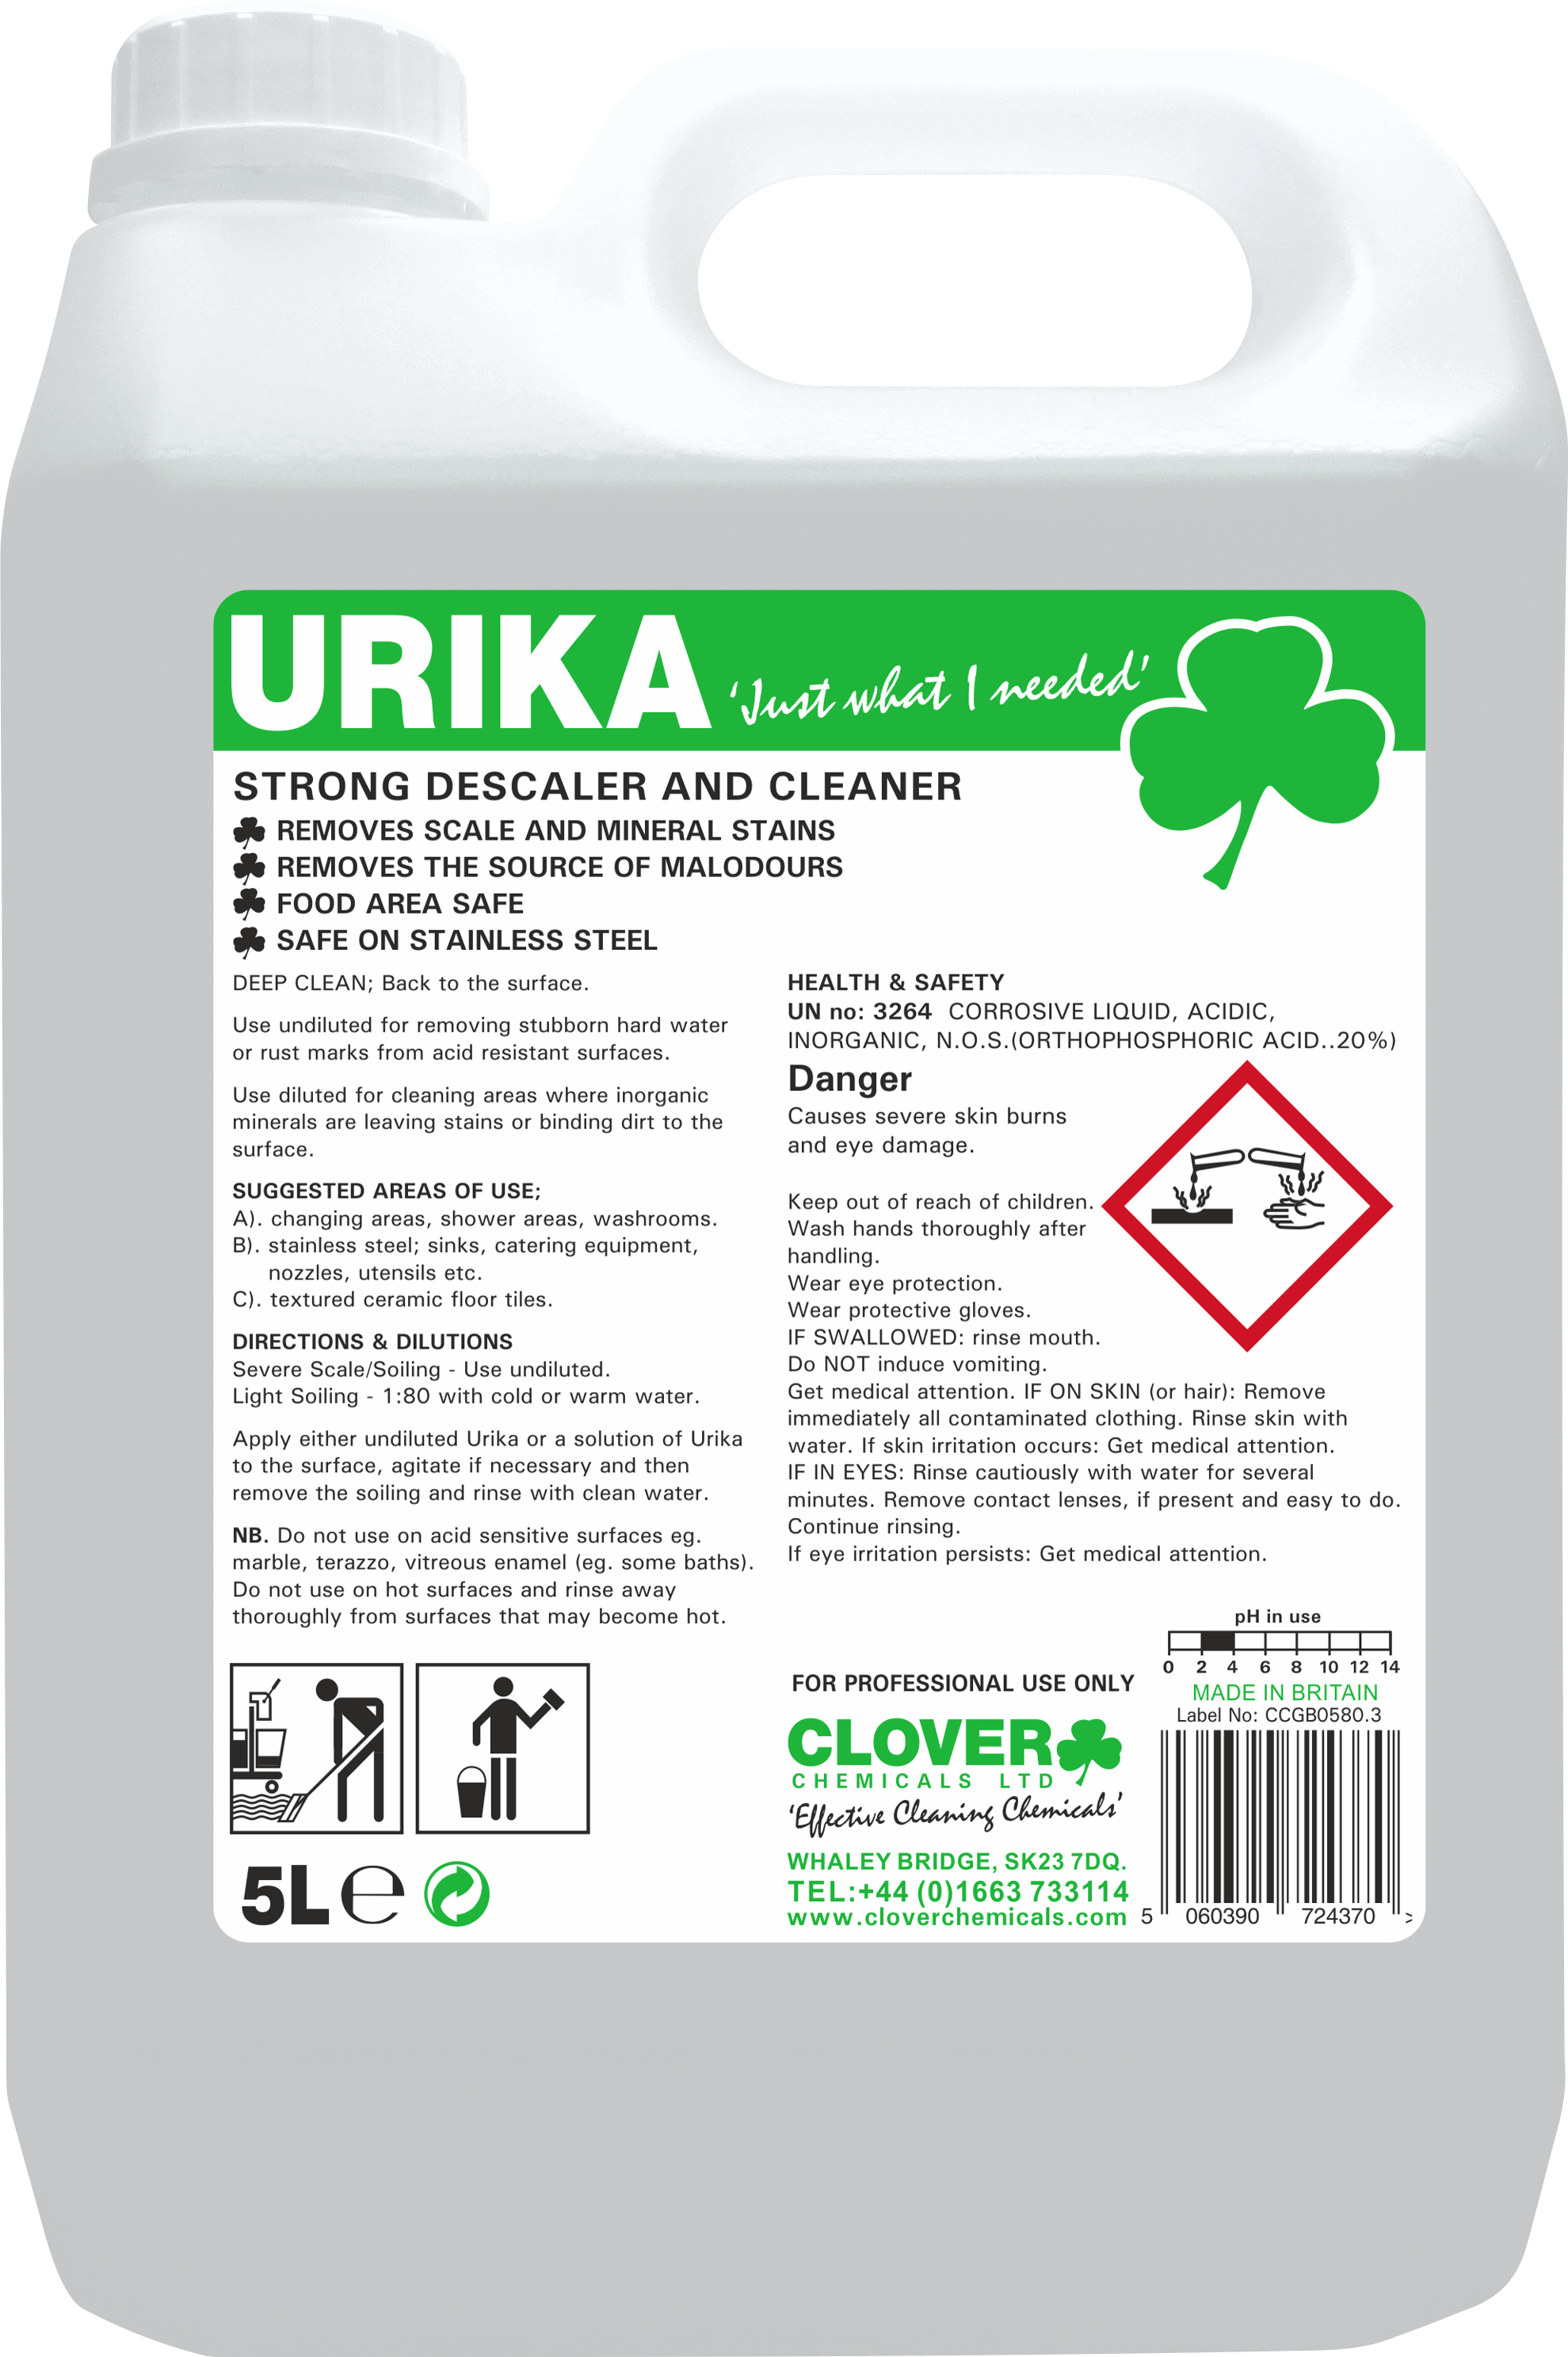 URIKA 'Just what I needed'
STRONG DESCALER AND CLEANER
REMOVES SCALE AND MINERAL STAINS
REMOVES THE SOURCE OF MALODOURS
FOOD AREA SAFE
SAFE ON STAINLESS STEEL
DEEP CLEAN; Back to the surface.
Use undiluted for removing stubborn hard water
or rust marks from acid resistant surfaces.
Use diluted for cleaning areas where inorganic
minerals are leaving stains or binding dirt to the
surface.
SUGGESTED AREAS OF USE;
A). changing areas, shower areas, washrooms.
B). stainless steel; sinks, catering equipment,
nozzles, utensils etc.
C). textured ceramic floor tiles.
DIRECTIONS & DILUTIONS
Severe Scale/Soiling - Use undiluted.
Light Soiling - 1:80 with cold or warm water.
Apply either undiluted Urika or a solution of Urika
to the surface, agitate if necessary and then
remove the soiling and rinse with clean water.
NB. Do not use on acid sensitive surfaces eg.
marble, terazzo, vitreous enamel (eg. some baths).
Do not use on hot surfaces and rinse away
thoroughly from surfaces that may become hot.
5L e
HEALTH & SAFETY
UN no: 3264 CORROSIVE LIQUID, ACIDIC,
INORGANIC, N.O.S.(ORTHOPHOSPHORIC ACID..20%)
Danger
Causes severe skin burns
and eye damage.
Keep out of reach of children.
Wash hands thoroughly after
handling.
Wear eye protection.
Wear protective gloves.
IF SWALLOWED: rinse mouth.
Do NOT induce vomiting.
Get medical attention. IF ON SKIN (or hair): Remove
immediately all contaminated clothing. Rinse skin with
water. If skin irritation occurs: Get medical attention.
IF IN EYES: Rinse cautiously with water for several
minutes. Remove contact lenses, if present and easy to do.
Continue rinsing.
If eye irritation persists: Get medical attention.
pH in use
0 2 4 6 8 10 12 14
FOR PROFESSIONAL USE ONLY
MADE IN BRITAIN
Label No: CCGB0580.3
CLOVER
CHEMICALS LTD
'Effective Cleaning Chemicals'
WHALEY BRIDGE, SK23 7DQ.
TEL:+44 (0)1663 733114
www.cloverchemicals.com
5 060390 724370 >